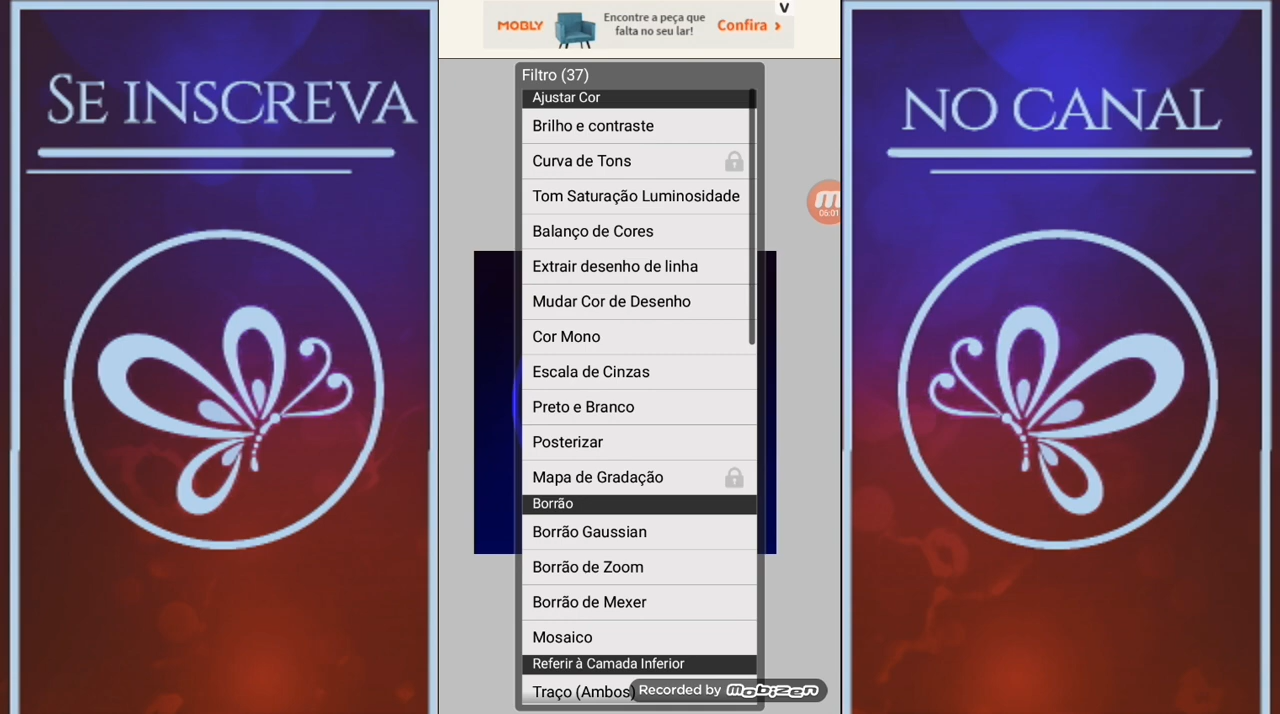 SE INSCREVA
MOBLY
Encontre a peça que
falta no seu lar!
Confira >
V
NO CANAL
Filtro (37)
Ajustar Cor
Brilho e contraste
Curva de Tons
Tom Saturação Luminosidade
Balanço de Cores
05:01
Extrair desenho de linha
Mudar Cor de Desenho
Cor Mono
Escala de Cinzas
Preto e Branco
Posterizar
Mapa de Gradação
Borrão
Borrão Gaussian
Borrão de Zoom
Borrão de Mexer
Mosaico
Referir à Camada Inferior
Traço (Ambos)
Recorded by Mobizen